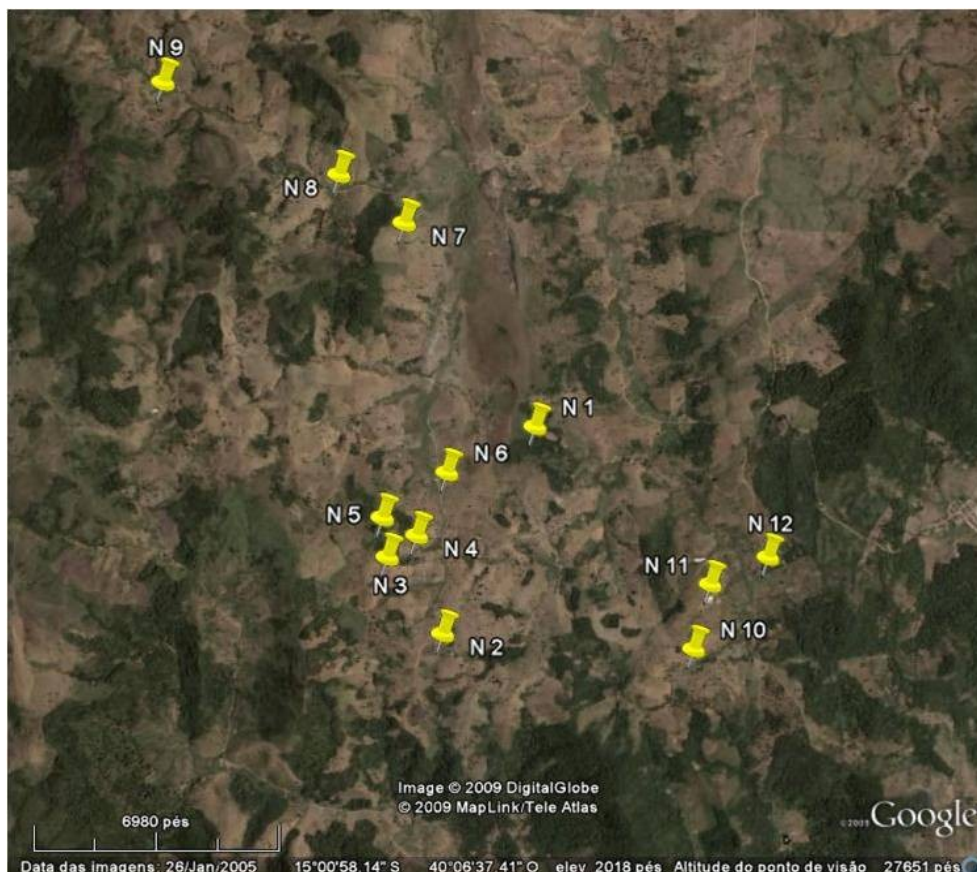 N 9
N 8
N 7
N 1
N 6
N 5
N 4
N 3
N 12
N 11
N 10
N 2
Image © 2009 DigitalGlobe
© 2009 MapLink/Tele Atlas
6980 pés
©2009 Google
Data das imagens: 26/Jan/2005 15°00'58.14" S 40°06'37.41" O elev 2018 pés Altitude do ponto de visão 27651 pés